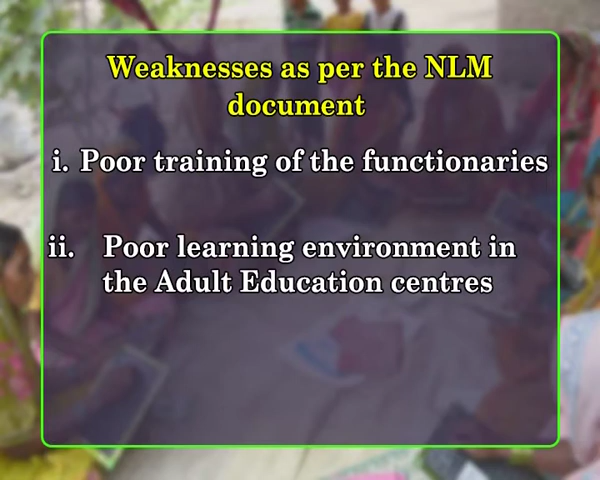 Weaknesses as per the NLM
document
i. Poor training of the functionaries
ii. Poor learning environment in
the Adult Education centres